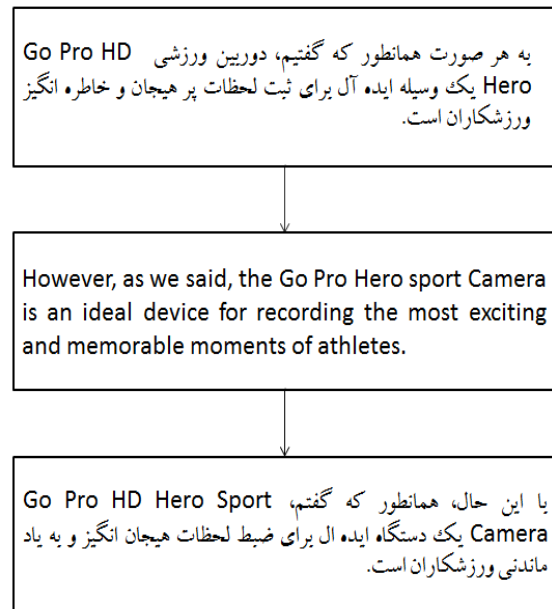 به هر صورت همانطور که گفتیم، دوربین ورزشی Go Pro HD
Hero یک وسیله ایده آل برای ثبت لحظات پر هیجان و خاطره انگیز
ورزشکاران است.
However, as we said, the Go Pro Hero sport Camera
is an ideal device for recording the most exciting
and memorable moments of athletes.
با این حال، همانطور که گفتم، Go Pro HD Hero Sport
Camera یک دستگاه ایده ال برای ضبط لحظات هیجان انگیز و به یاد
ماندنی ورزشکاران است.